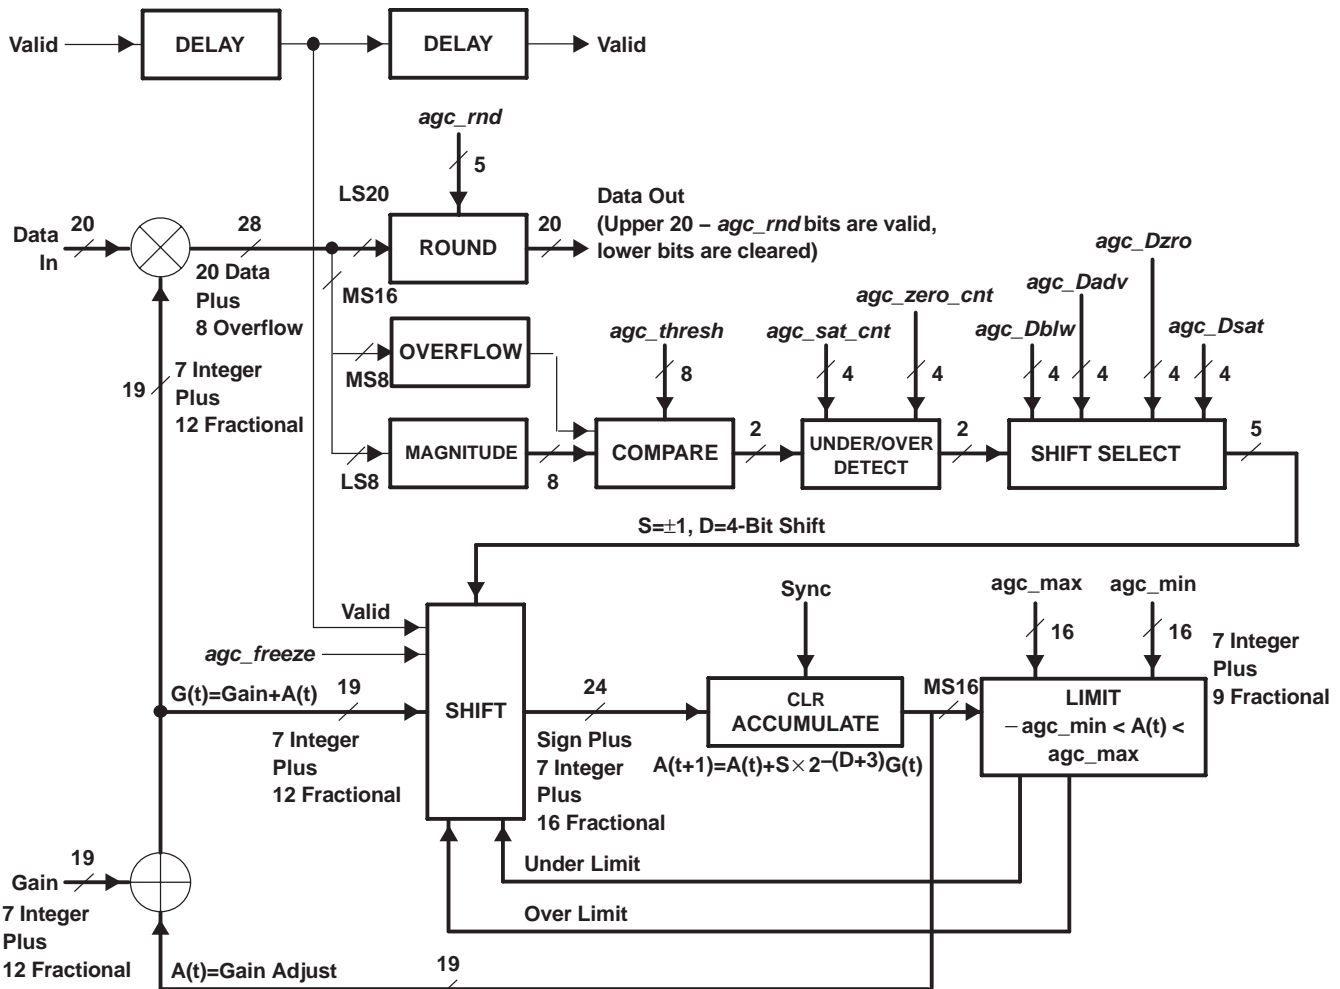 Valid
DELAY
DELAY
Valid
agc_rnd
5
LS20
Data Out
(Upper 20 – agc_rnd bits are valid,
lower bits are cleared)
Data
In
20
28
ROUND
20
20 Data
Plus
8 Overflow
MS16
agc_Dzro
agc_Dadv
agc_zero_cnt
agc_thresh
agc_sat_cnt
agc_Dblw
agc_Dsat
OVERFLOW
MS8
8
4
4
4
4
4
4
19
7 Integer
Plus
12 Fractional
MAGNITUDE
LS8
8
COMPARE
2
UNDER/OVER
DETECT
2
SHIFT SELECT
5
S=±1, D=4-Bit Shift
Sync
agc_max
agc_min
Valid
16
16
7 Integer
Plus
9 Fractional
agc_freeze
G(t)=Gain+A(t)
19
SHIFT
24
CLR
ACCUMULATE
MS16
LIMIT
– agc_min < A(t) <
agc_max
7 Integer
Plus
12 Fractional
Sign Plus
7 Integer
Plus
16 Fractional
A(t+1)=A(t)+S × 2–(D+3)G(t)
Under Limit
Over Limit
Gain
19
7 Integer
Plus
12 Fractional
A(t)=Gain Adjust
19